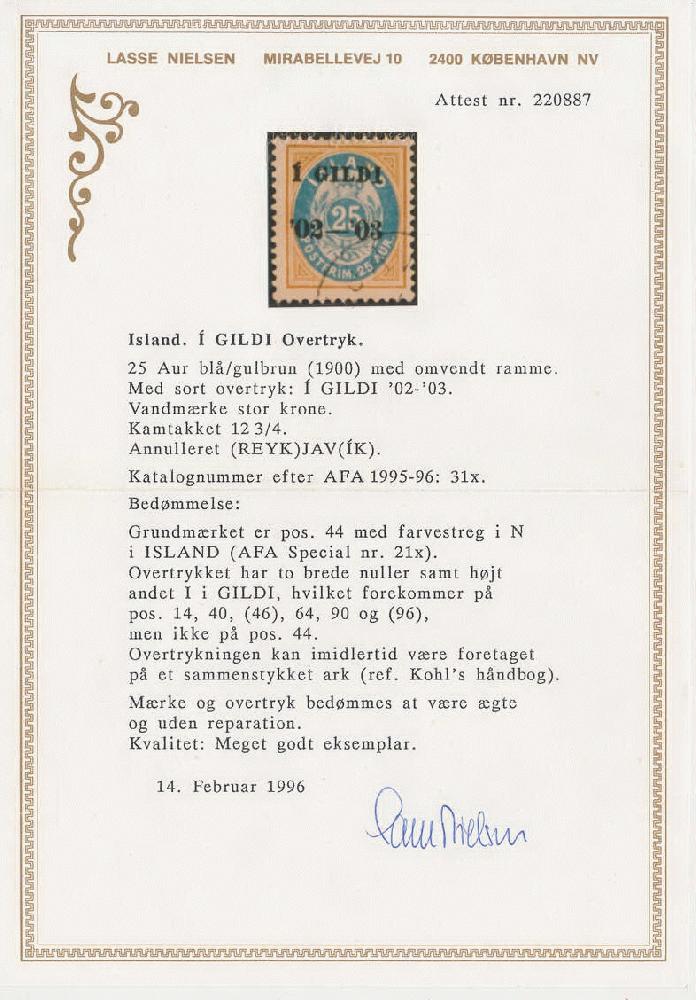 LASSE NIELSEN MIRABELLEVEJ 10 2400 KØBENHAVN NV
Attest nr. 220887
ISLAND
1 GILDI
25
'02—'03
POSTFRIM. 25 AUR.
Island. Í GILDI Overtryk.
25 Aur blå/gulbrun (1900) med omvendt ramme.
Med sort overtryk: Í GILDI '02-'03.
Vandmærke stor krone.
Kamtakket 12 3/4.
Annulleret (REYK)JAV(ÍK).
Katalognummer efter AFA 1995-96: 31x.
Bedømmelse:
Grundmærket er pos. 44 med farvestreg i N
i ISLAND (AFA Special nr. 21x).
Overtrykket har to brede nuller samt højt
andet I i GILDI, hvilket forekommer på
pos. 14, 40, (46), 64, 90 og (96),
men ikke på pos. 44.
Overtrykningen kan imidlertid være foretaget
på et sammenstykket ark (ref. Kohl's håndbog).
Mærke og overtryk bedømmes at være ægte
og uden reparation.
Kvalitet: Meget godt eksemplar.
14. Februar 1996